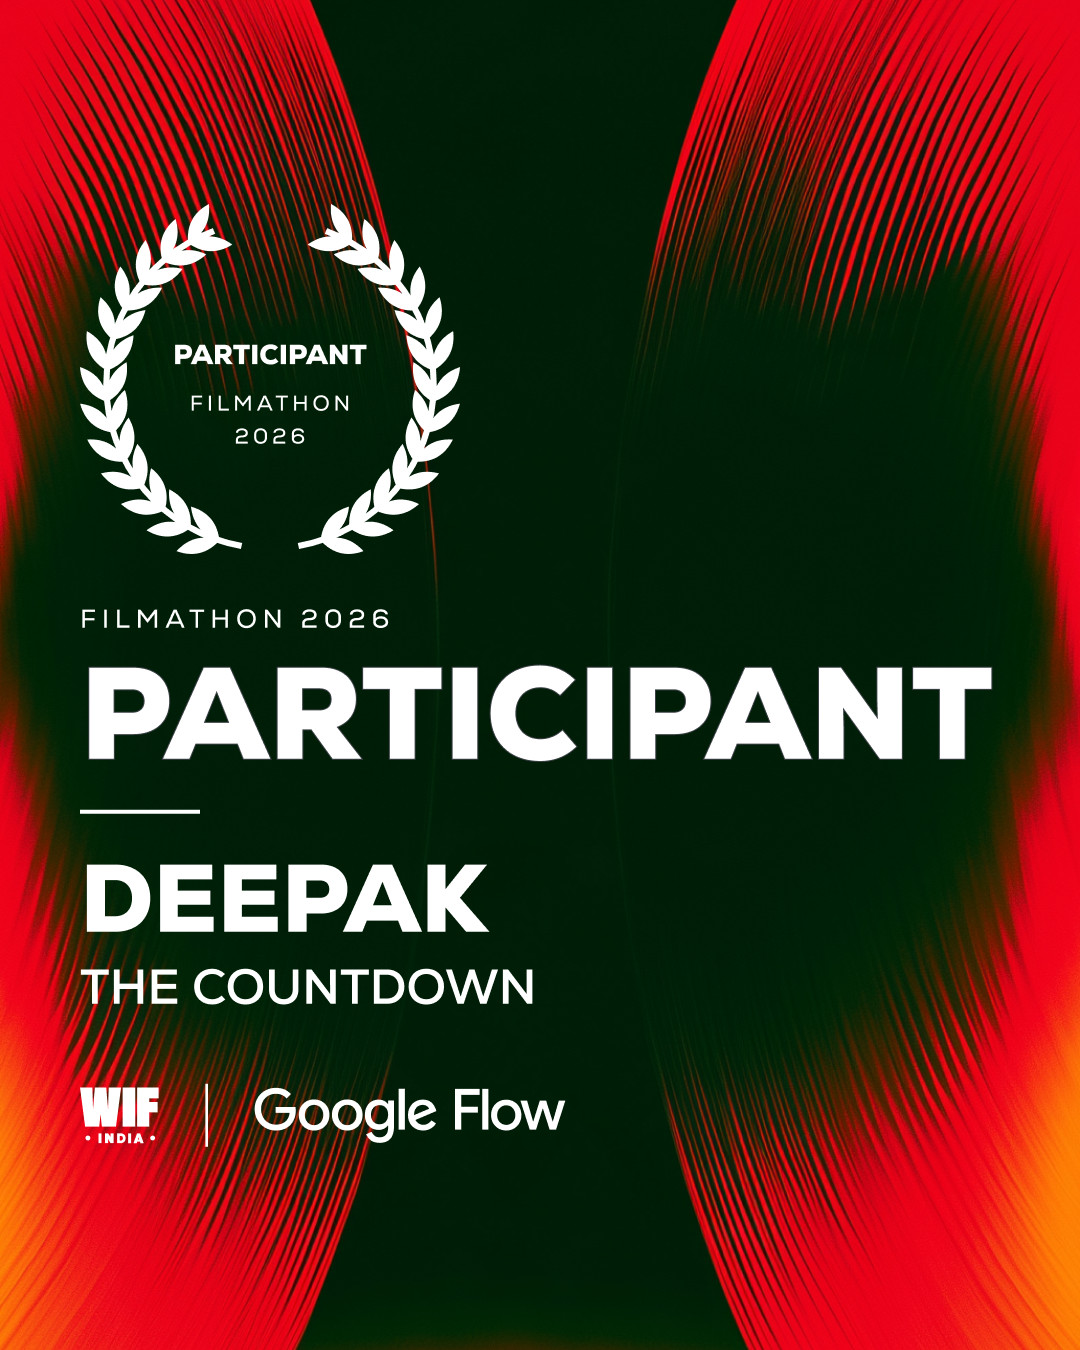 PARTICIPANT
FILMATHON
2026
FILMATHON 2026
PARTICIPANT
DEEPAK
THE COUNTDOWN
WIF
• INDIA •
Google Flow